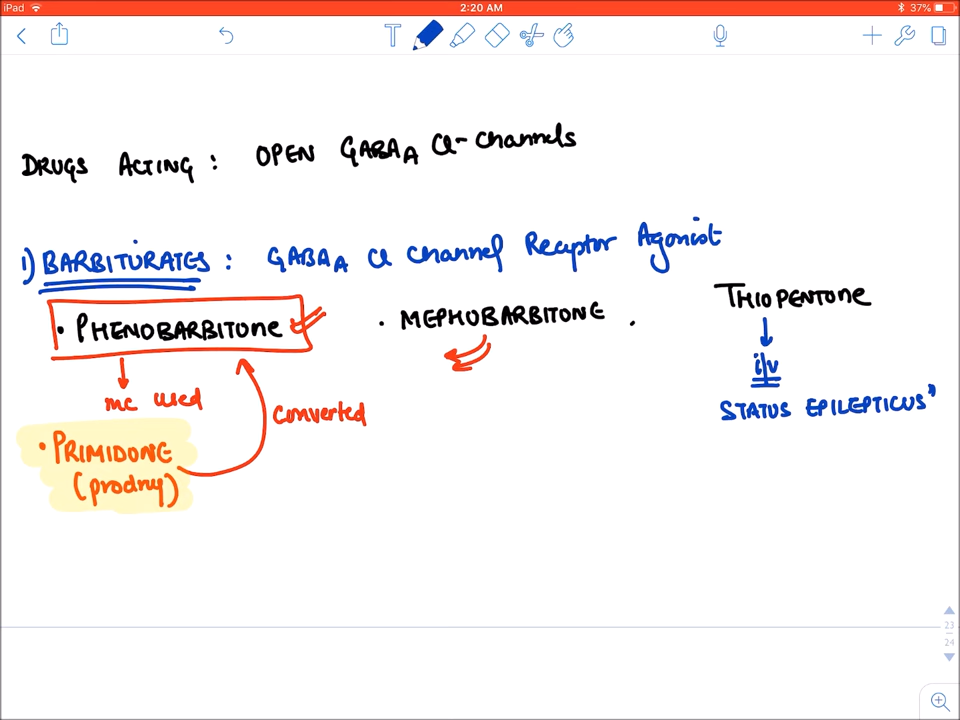 iPad 2:20 AM 37%
T
DRUGS ACTING : OPEN GABAA Cl- Channels
1) BARBITURATES : GABAA Cl Channel Receptor Agonist
· PHENOBARBITONE · MEPHOBARBITONE . THIOPENTONE
mc used
converted
i/v
STATUS EPILEPTICUS"
· PRIMIDONE
(prodrug)
23
24